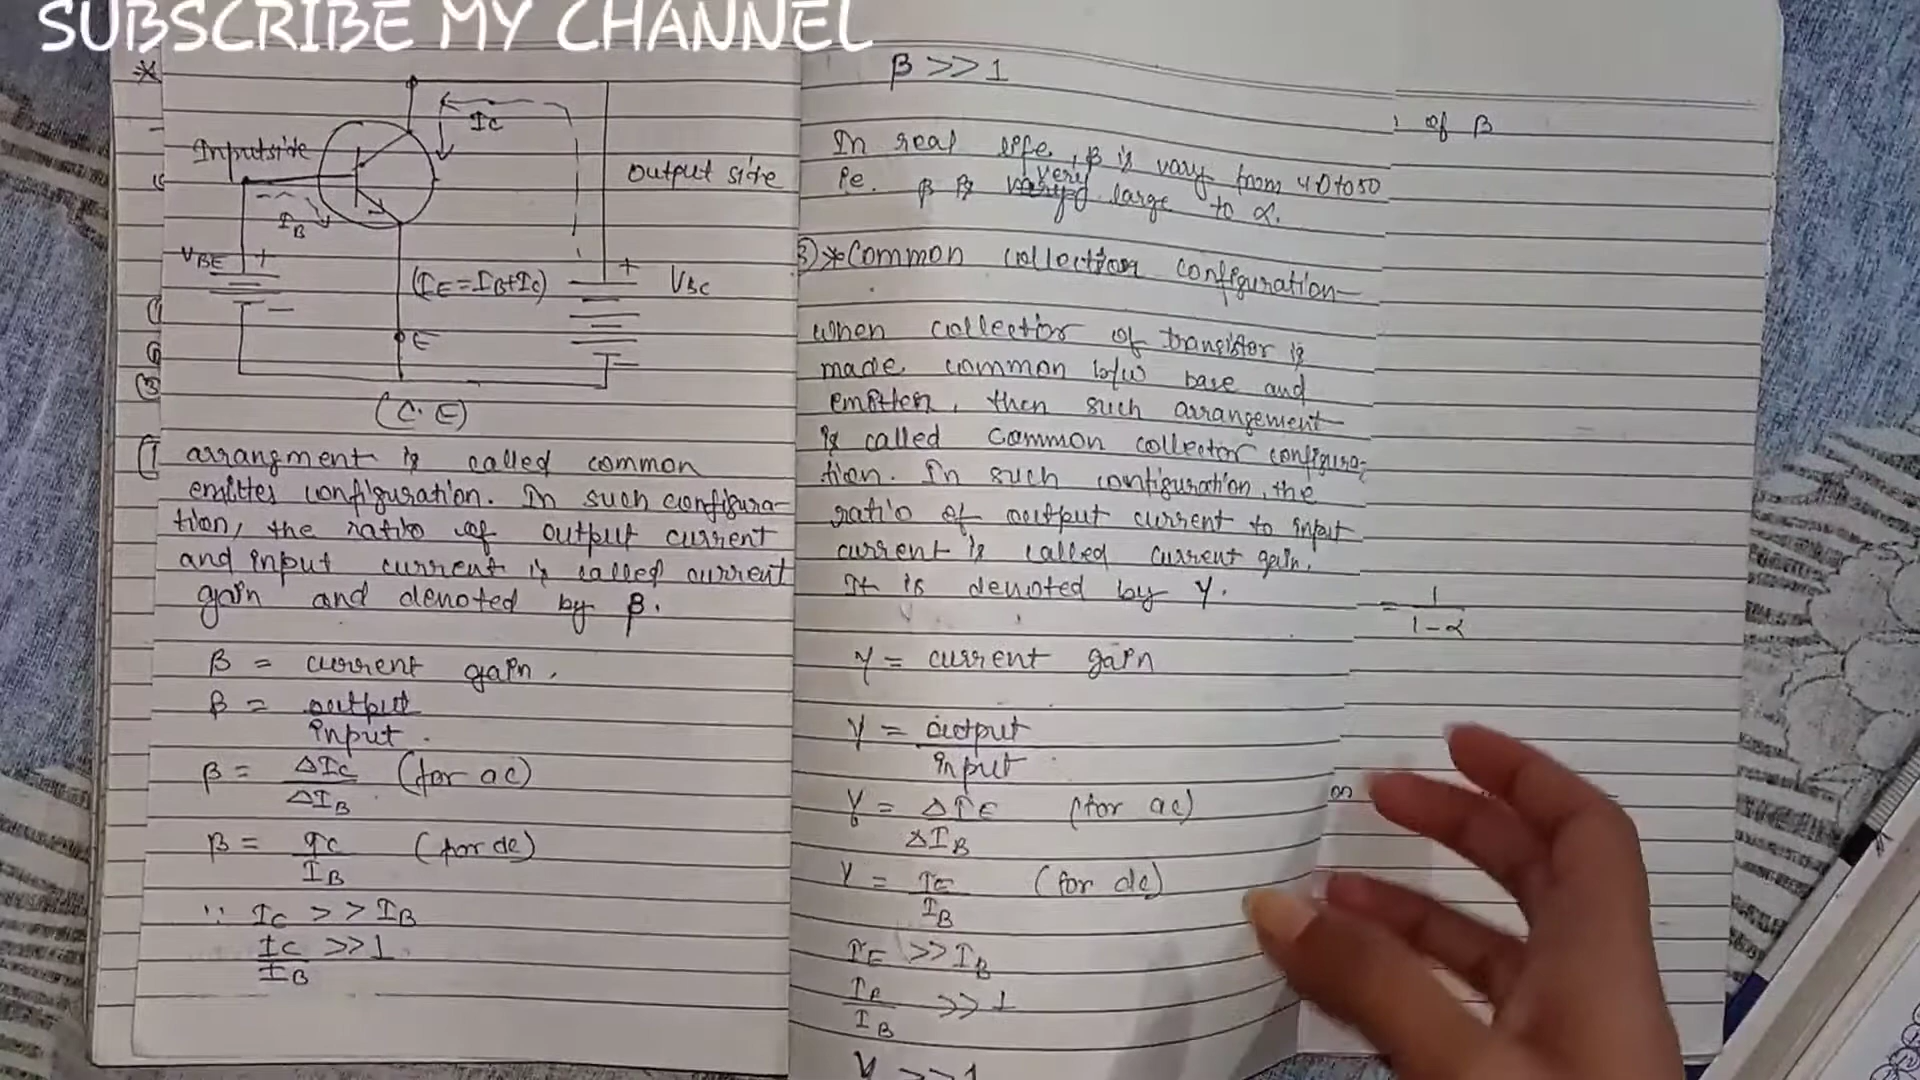 SUBSCRIBE MY CHANNEL
Inputside
IC
Output side
IB
VBE
+
(IE=IB+IC)
+
VBC
E
(C.E)
arrangment is called common
emitter configuration. In such configura-
tion, the ratio of output current
and input current is called current
gain and denoted by β.
β = current gain.
β = output
input.
β = ΔIC (for ac)
ΔIB
β = IC (for dc)
IB
∵ IC >> IB
IC >> 1
IB
β >> 1
In real life, β is vary from 40 to 50
ie. β is very large to α.
3) *Common collection configuration—
when collector of transistor is
made common b/w base and
emitter, then such arrangement
is called common collector configura-
tion. In such configuration, the
ratio of output current to input
current is called current gain.
It is denoted by γ.
γ = current gain
γ = output
input
γ = ΔIE (for ac)
ΔIB
γ = IE (for dc)
IB
IE >> IB
IE >> 1
IB
γ >> 1
of β
= 1
1-α
on